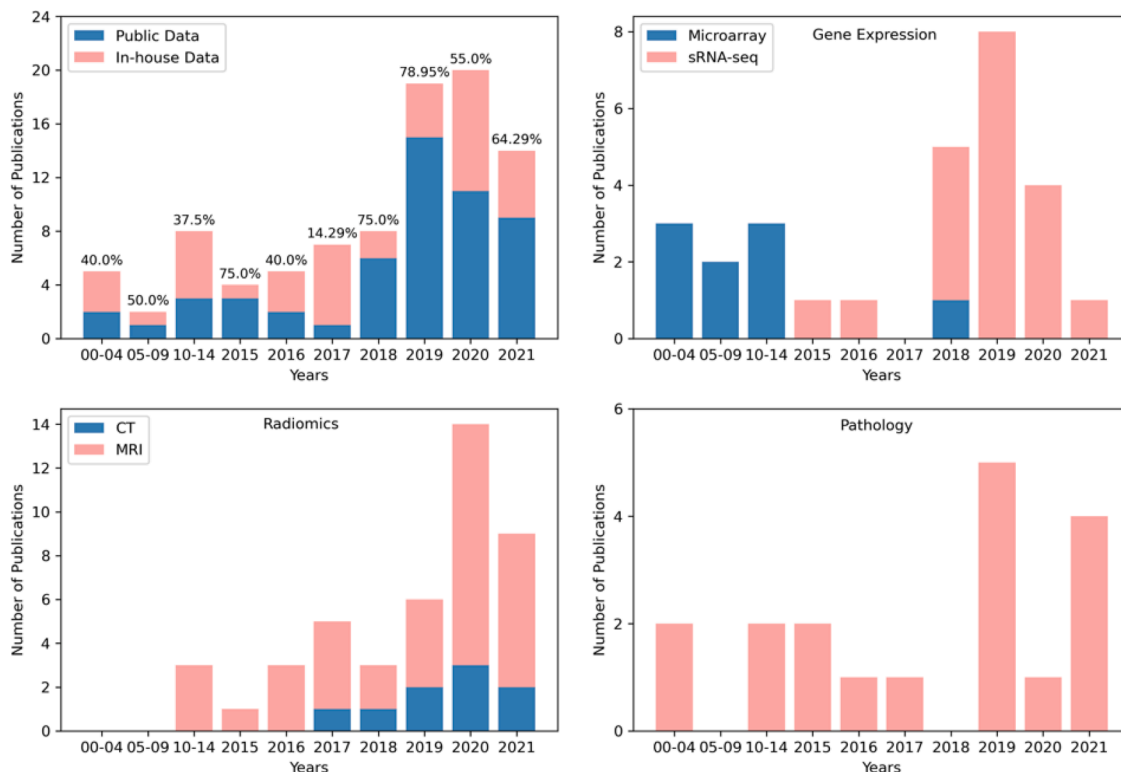 24
20
16
12
8
4
0
Number of Publications
Public Data
In-house Data
40.0%
50.0%
37.5%
75.0%
40.0%
14.29%
75.0%
78.95%
55.0%
64.29%
00-04 05-09 10-14 2015 2016 2017 2018 2019 2020 2021
Years
8
6
4
2
0
Number of Publications
Microarray
sRNA-seq
Gene Expression
00-04 05-09 10-14 2015 2016 2017 2018 2019 2020 2021
Years
14
12
10
8
6
4
2
0
Number of Publications
CT
MRI
Radiomics
00-04 05-09 10-14 2015 2016 2017 2018 2019 2020 2021
Years
6
4
2
0
Number of Publications
Pathology
00-04 05-09 10-14 2015 2016 2017 2018 2019 2020 2021
Years